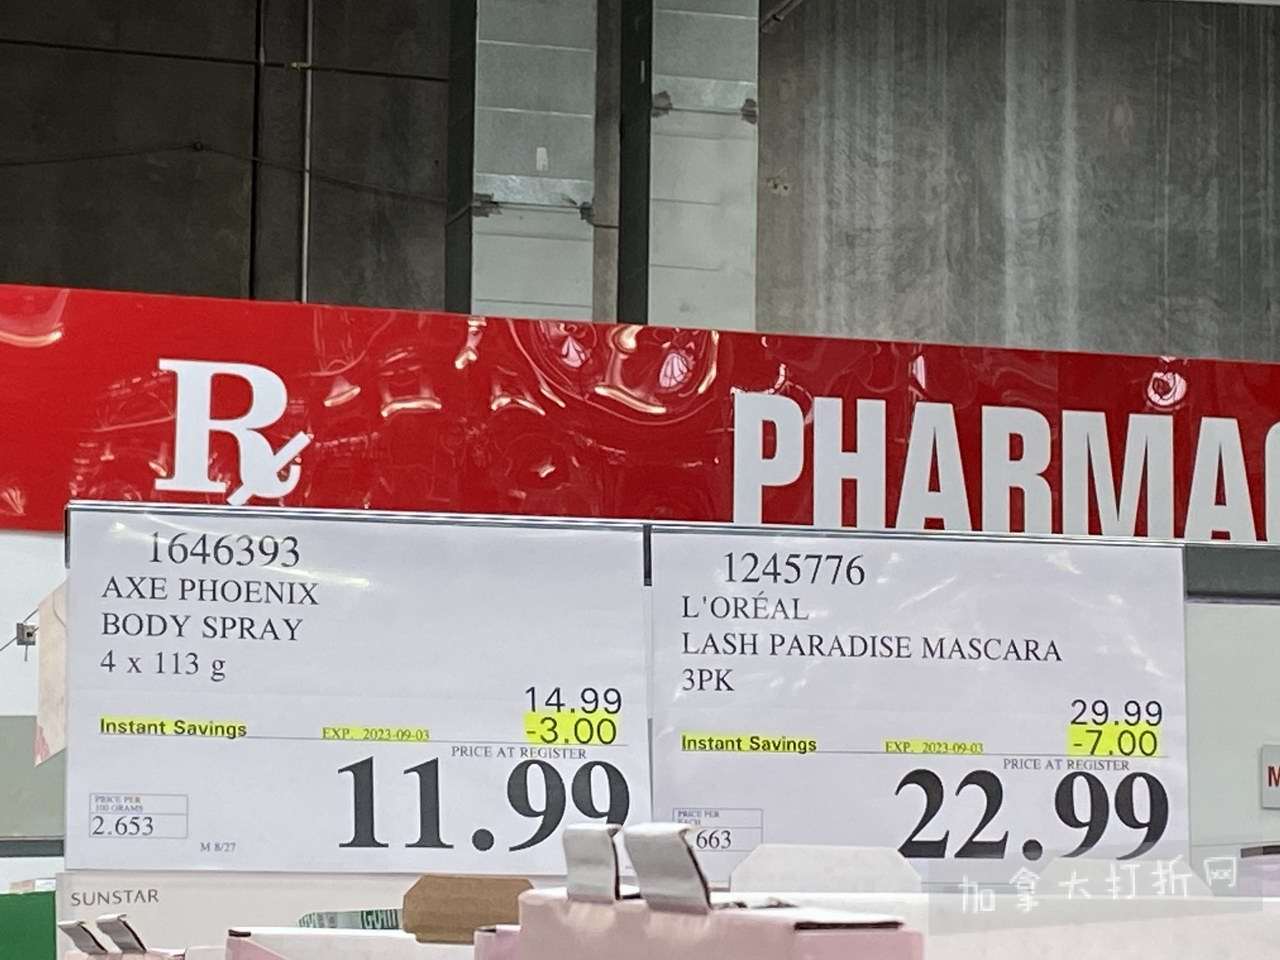 Rx
PHARMAC
1646393
AXE PHOENIX
BODY SPRAY
4 x 113 g
14.99
Instant Savings EXP. 2023-09-03 -3.00
PRICE AT REGISTER
11.99
PRICE PER
100 GRAMS
2.653
M 8/27
1245776
L'ORÉAL
LASH PARADISE MASCARA
3PK
29.99
Instant Savings EXP. 2023-09-03 -7.00
PRICE AT REGISTER
22.99
PRICE PER
EACH
663
M
SUNSTAR
GUM
加拿大打折网